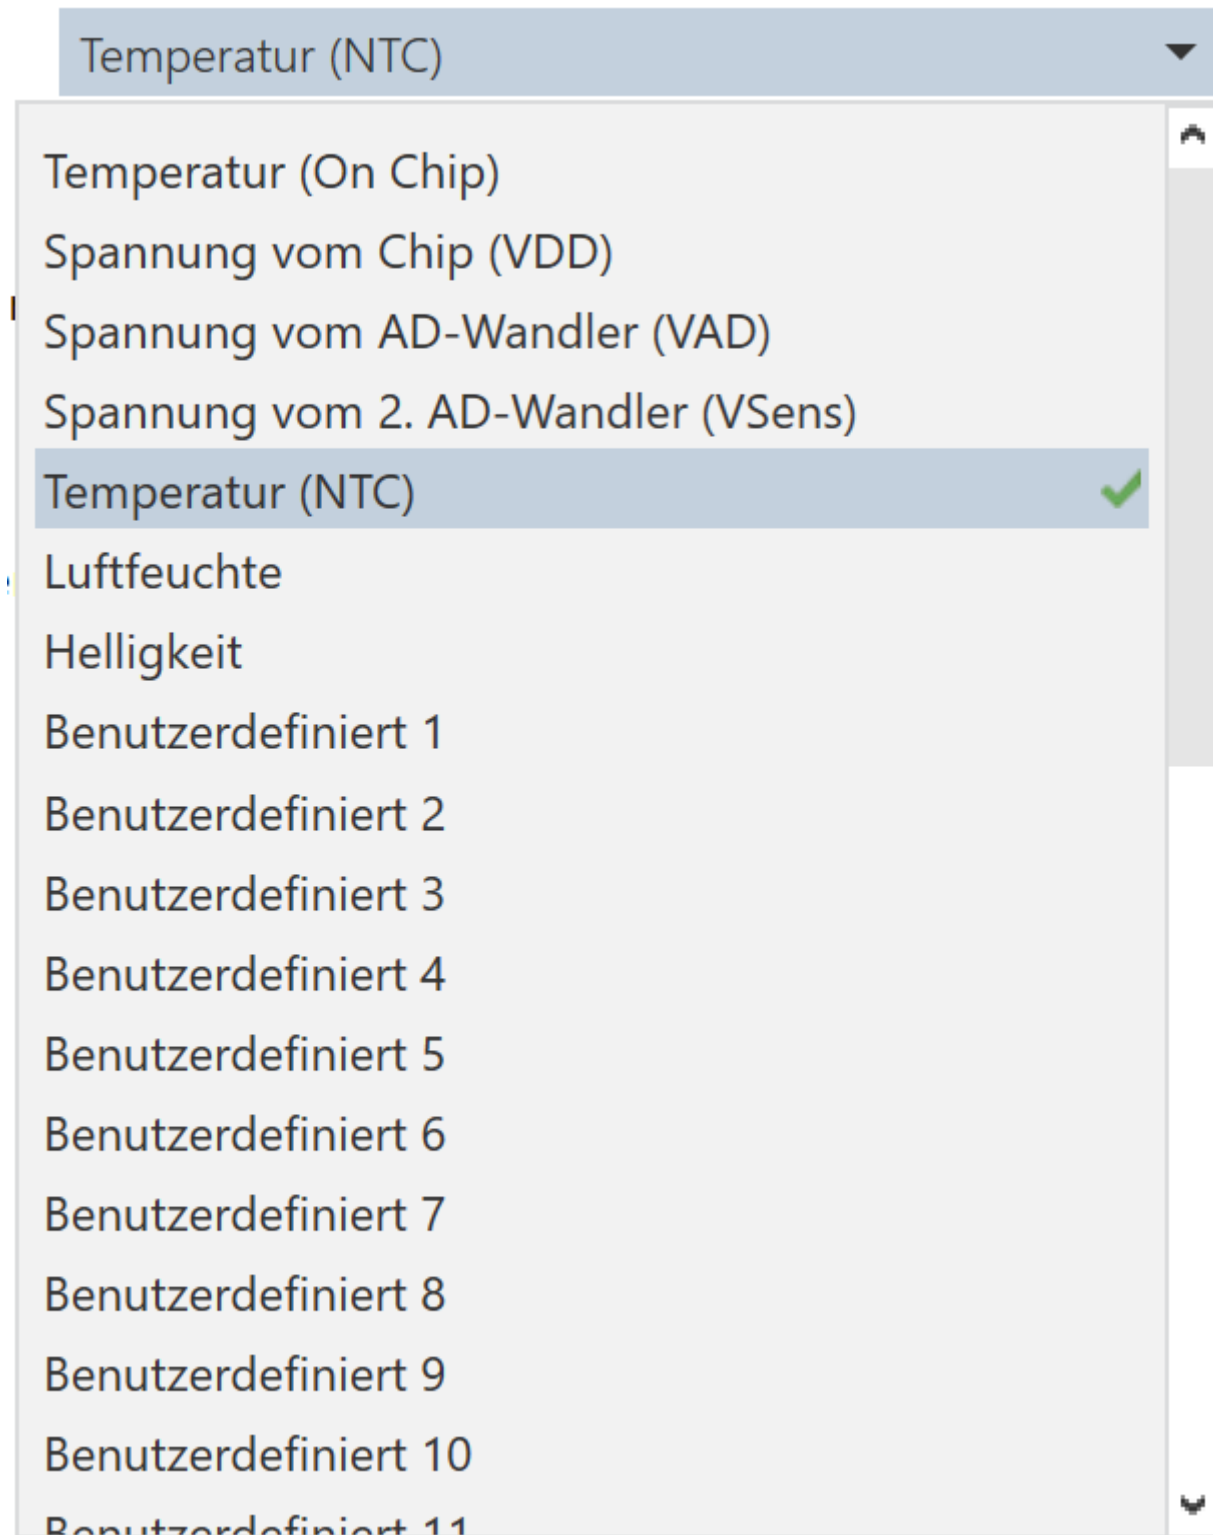 Temperatur (NTC)
Temperatur (On Chip)
Spannung vom Chip (VDD)
Spannung vom AD-Wandler (VAD)
Spannung vom 2. AD-Wandler (VSens)
Temperatur (NTC)
Luftfeuchte
Helligkeit
Benutzerdefiniert 1
Benutzerdefiniert 2
Benutzerdefiniert 3
Benutzerdefiniert 4
Benutzerdefiniert 5
Benutzerdefiniert 6
Benutzerdefiniert 7
Benutzerdefiniert 8
Benutzerdefiniert 9
Benutzerdefiniert 10
Benutzerdefiniert 11